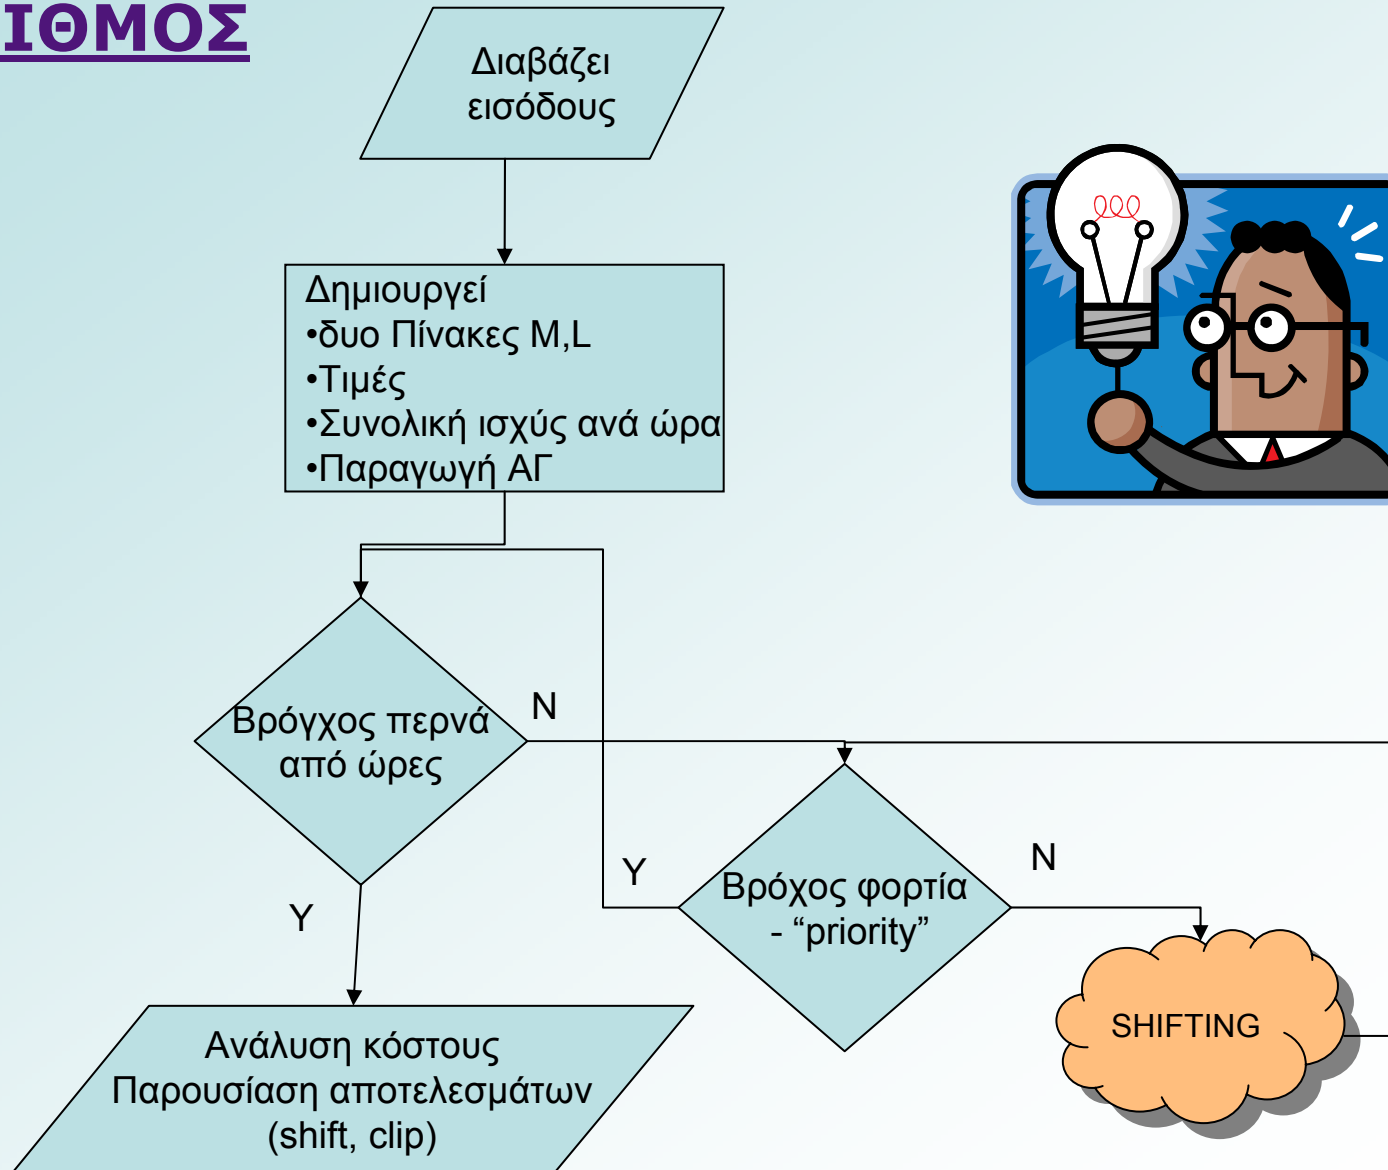 ΙΘΜΟΣ
Διαβάζει
εισόδους
Δημιουργεί
•δυο Πίνακες M,L
•Τιμές
•Συνολική ισχύς ανά ώρα
•Παραγωγή ΑΓ
Βρόγχος περνά
από ώρες
N
Y
Y
Βρόχος φορτία
- “priority”
N
SHIFTING
Ανάλυση κόστους
Παρουσίαση αποτελεσμάτων
(shift, clip)